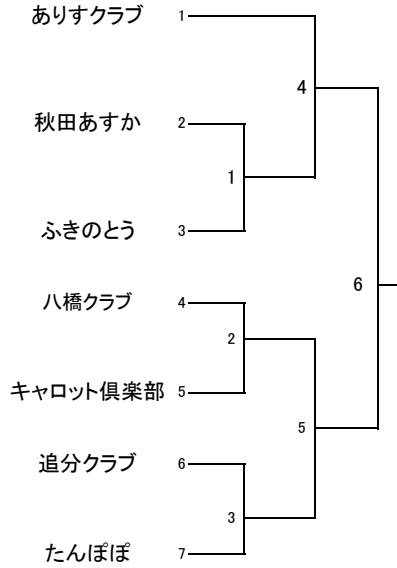 ありすクラブ 1
4
秋田あすか 2
1
ふきのとう 3
6
八橋クラブ 4
2
キャロット倶楽部 5
5
追分クラブ 6
3
たんぽぽ 7